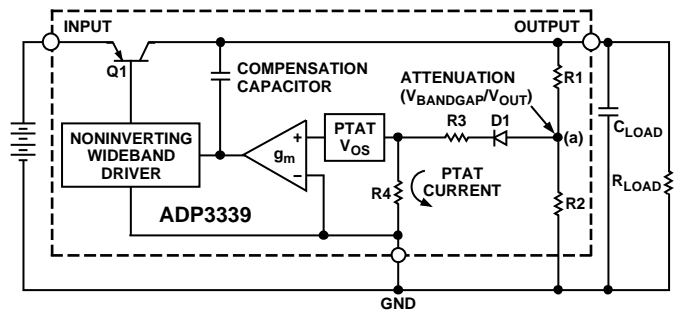 INPUT
OUTPUT
Q1
COMPENSATION
CAPACITOR
ATTENUATION
(VBANDGAP/VOUT)
R1
NONINVERTING
WIDEBAND
DRIVER
gm
+
−
PTAT
VOS
R3
D1
(a)
CLOAD
R4
PTAT
CURRENT
R2
RLOAD
ADP3339
GND